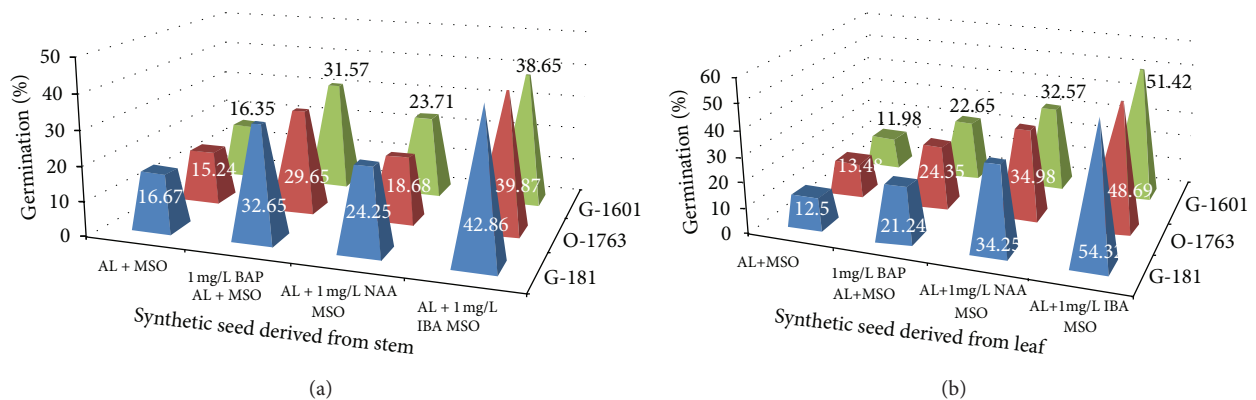 50
40
30
20
10
0
Germination (%)
16.67
15.24
16.35
32.65
29.65
31.57
24.25
18.68
23.71
42.86
39.87
38.65
G-1601
O-1763
G-181
AL + MSO
1 mg/L BAP
AL + MSO
AL + 1 mg/L NAA
MSO
AL + 1 mg/L
IBA MSO
Synthetic seed derived from stem
(a)
60
50
40
30
20
10
0
Germination (%)
12.5
13.48
11.98
21.24
24.35
22.65
34.25
34.98
32.57
54.32
48.69
51.42
G-1601
O-1763
G-181
AL+MSO
1mg/L BAP
AL+MSO
AL+1mg/L NAA
MSO
AL+1mg/L IBA
MSO
Synthetic seed derived from leaf
(b)